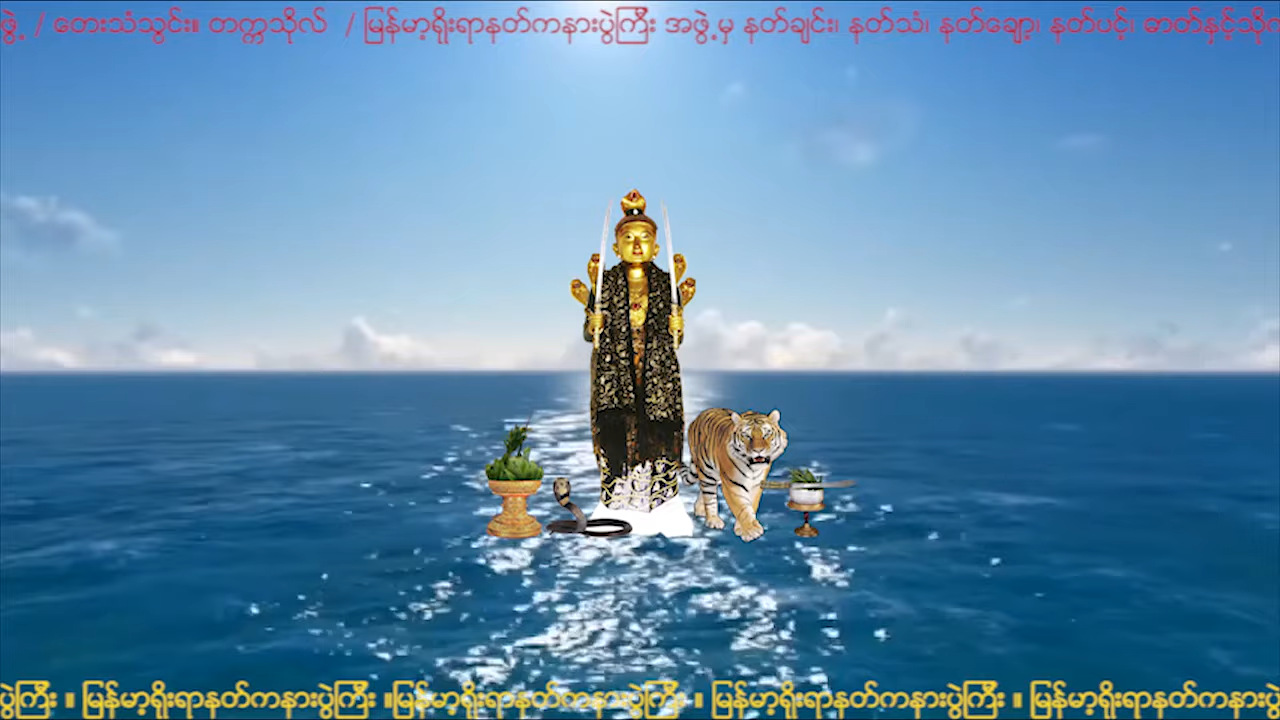 ဖွဲ့ / တေးသံသွင်း။ တက္ကသိုလ် / မြန်မာ့ရိုးရာနတ်ကနားပွဲကြီး အဖွဲ့မှ နတ်ချင်း၊ နတ်သံ၊ နတ်ချော့၊ နတ်ပင့်၊ ဓာတ်နှင့်သိုက်
ပွဲကြီး ။ မြန်မာ့ရိုးရာနတ်ကနားပွဲကြီး ။မြန်မာ့ရိုးရာနတ်ကနားပွဲကြီး ။ မြန်မာ့ရိုးရာနတ်ကနားပွဲကြီး ။ မြန်မာ့ရိုးရာနတ်ကနားပွဲ